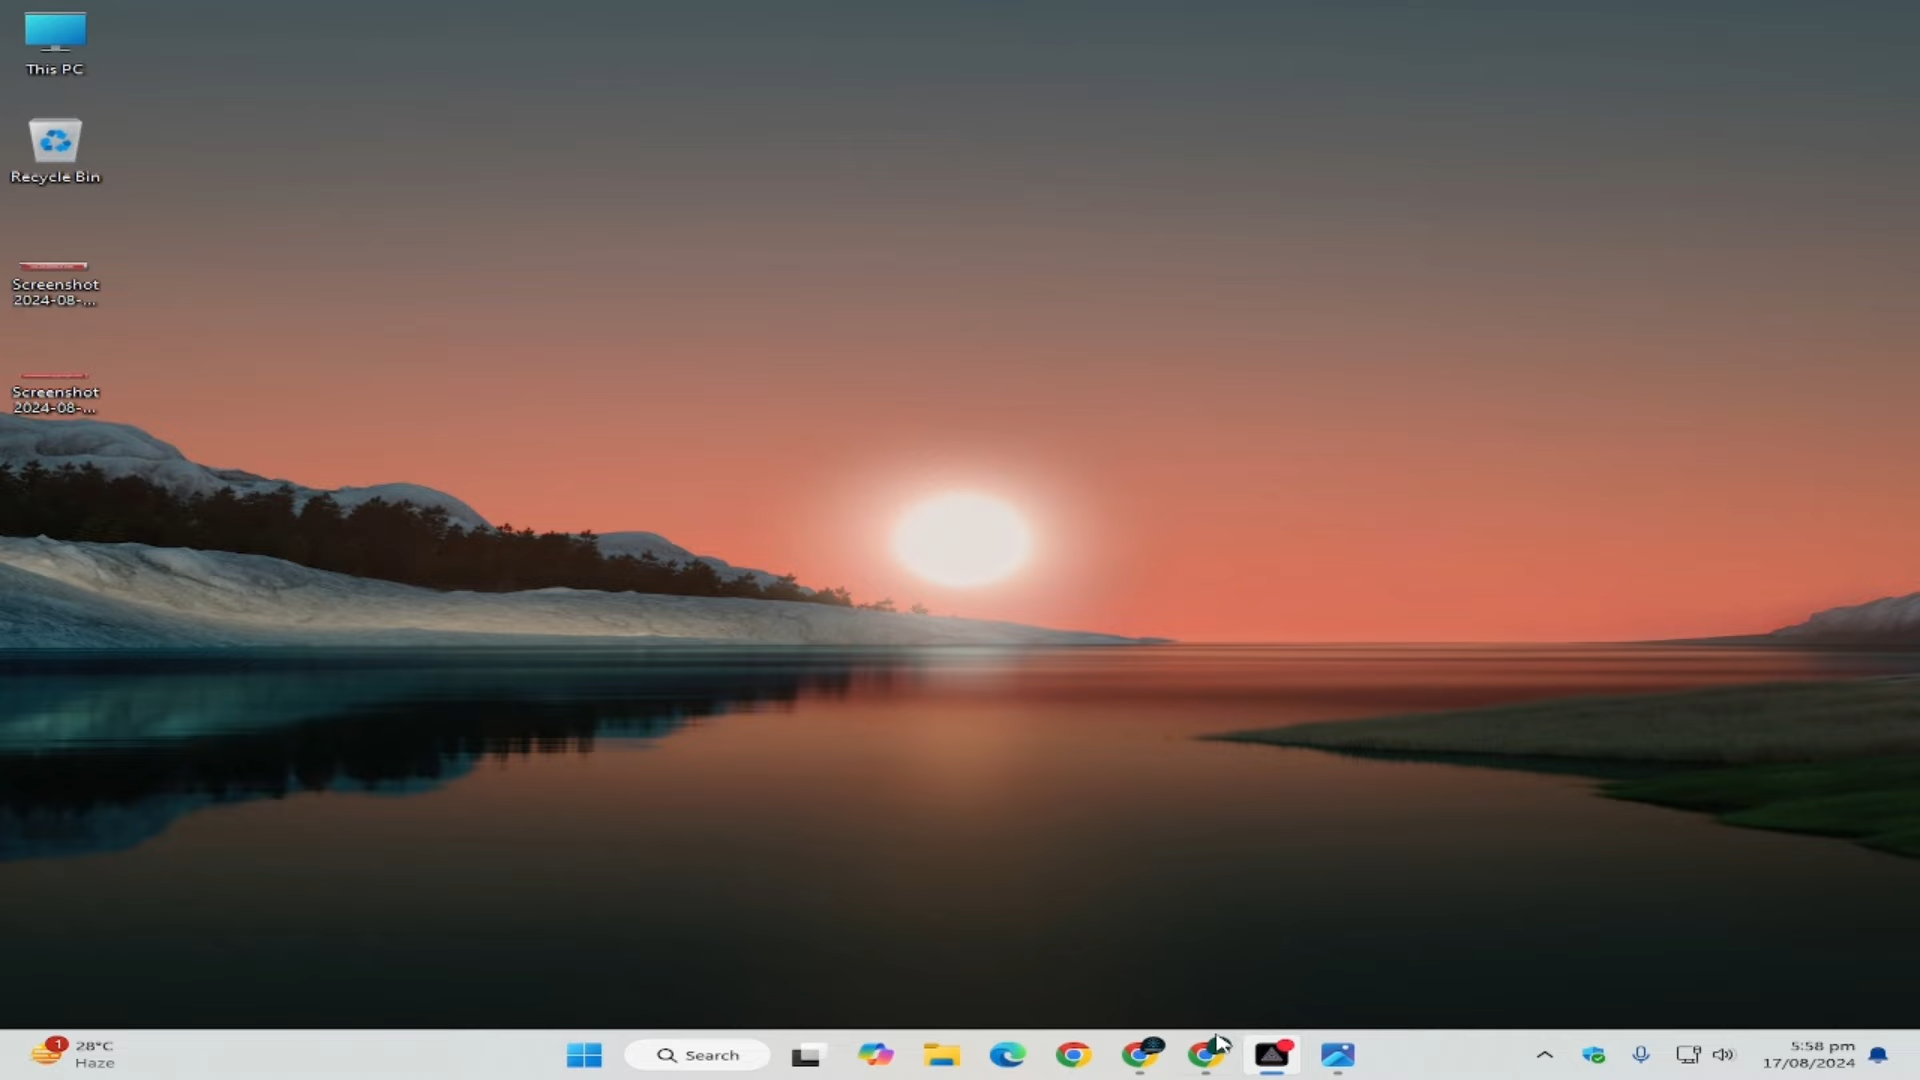 This PC
Recycle Bin
Screenshot
2024-08-...
Screenshot
2024-08-...
1
28°C
Haze
Search
5:58 pm
17/08/2024